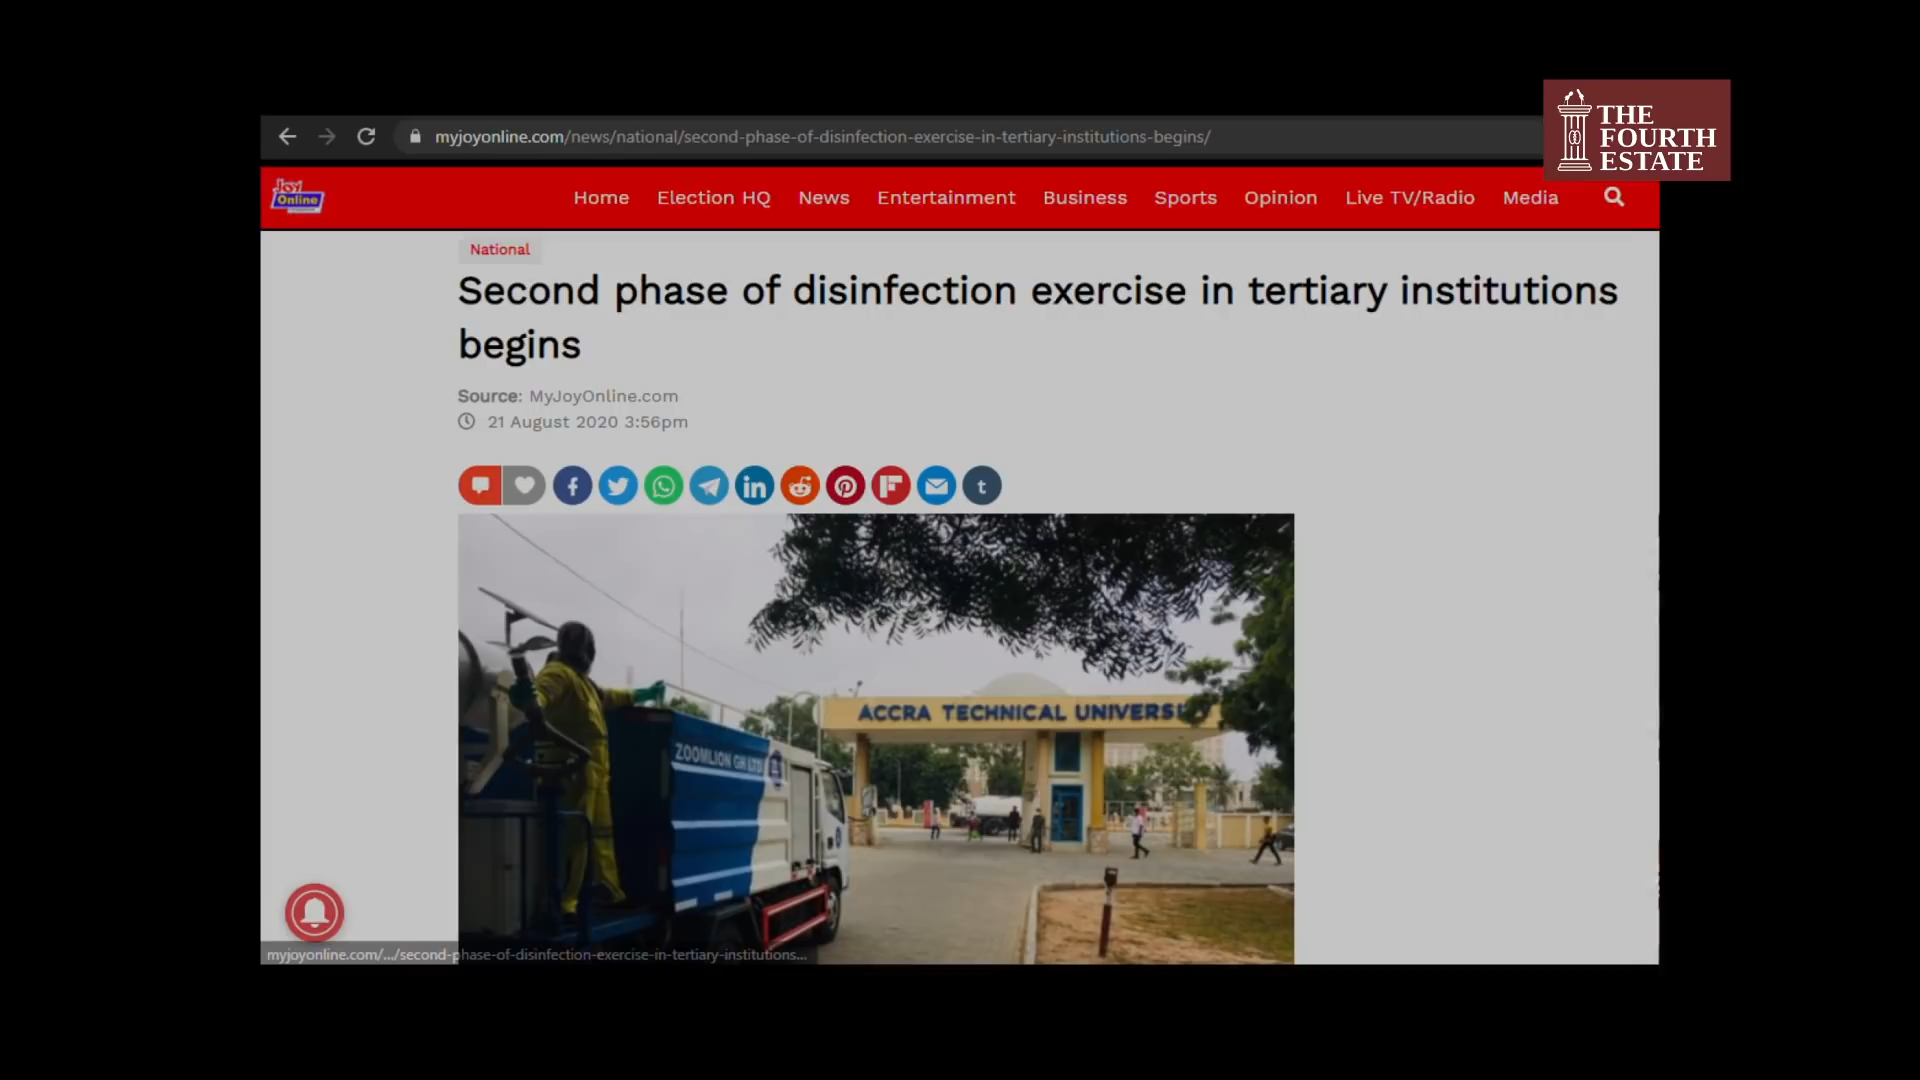 THE
FOURTH
ESTATE
myjoyonline.com/news/national/second-phase-of-disinfection-exercise-in-tertiary-institutions-begins/
Joy
Online
Home Election HQ News Entertainment Business Sports Opinion Live TV/Radio Media
National
Second phase of disinfection exercise in tertiary institutions
begins
Source: MyJoyOnline.com
21 August 2020 3:56pm
ACCRA TECHNICAL UNIVERS
ZOOMLION GH LTD
myjoyonline.com/.../second-phase-of-disinfection-exercise-in-tertiary-institutions...